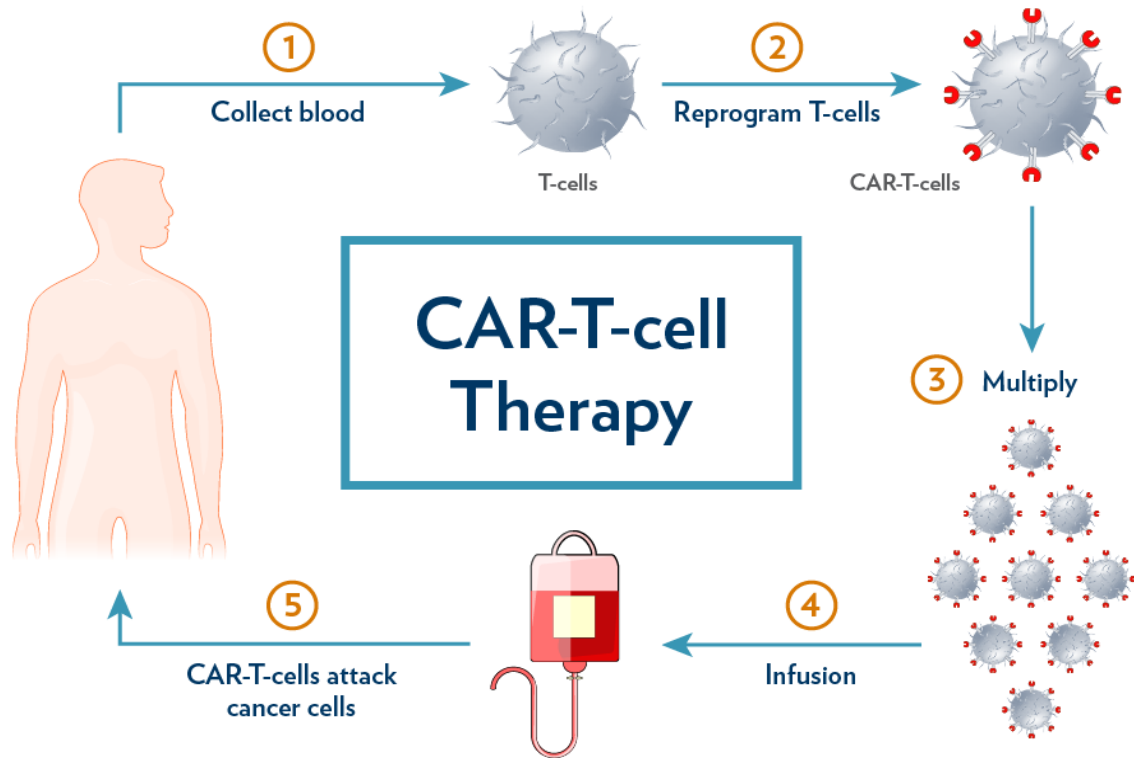 1
Collect blood
T-cells
2
Reprogram T-cells
CAR-T-cells
CAR-T-cell
Therapy
3
Multiply
4
Infusion
5
CAR-T-cells attack
cancer cells